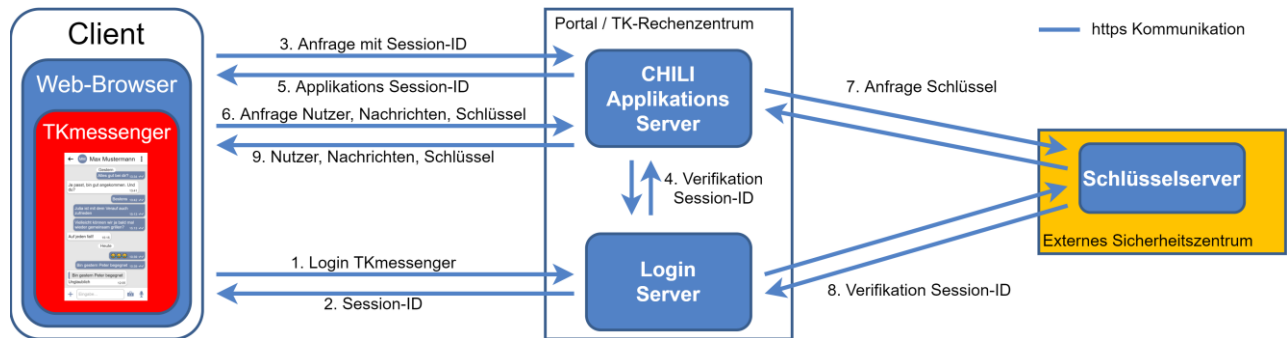 Client
Web-Browser
TKmessenger
Max Mustermann
3. Anfrage mit Session-ID
5. Applikations Session-ID
6. Anfrage Nutzer, Nachrichten, Schlüssel
9. Nutzer, Nachrichten, Schlüssel
1. Login TKmessenger
2. Session-ID
Portal / TK-Rechenzentrum
CHILI
Applikations
Server
4. Verifikation
Session-ID
Login
Server
https Kommunikation
7. Anfrage Schlüssel
Schlüsselserver
Externes Sicherheitszentrum
8. Verifikation Session-ID